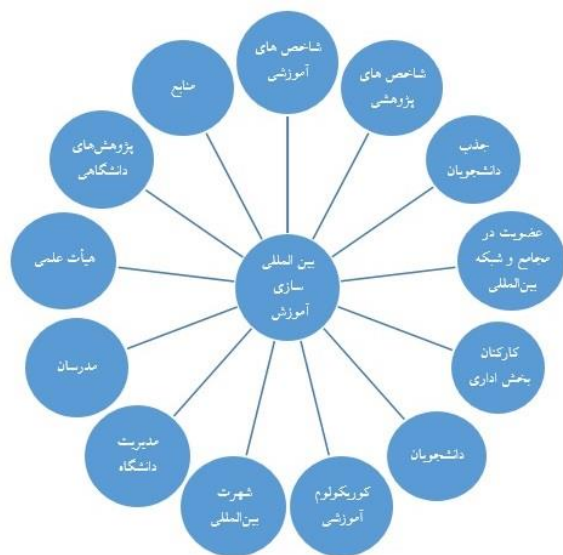 شاخص های
آموزشی
شاخص های
پژوهشی
جذب
دانشجویان
عضویت در
مجامع و شبکه
بین‌المللی
کارکنان
بخش اداری
دانشجویان
کوریکولوم
آموزشی
شهرت
بین‌المللی
مدیریت
دانشگاه
مدرسان
هیأت علمی
پژوهش‌های
دانشگاهی
منابع
بین المللی
سازی
آموزش